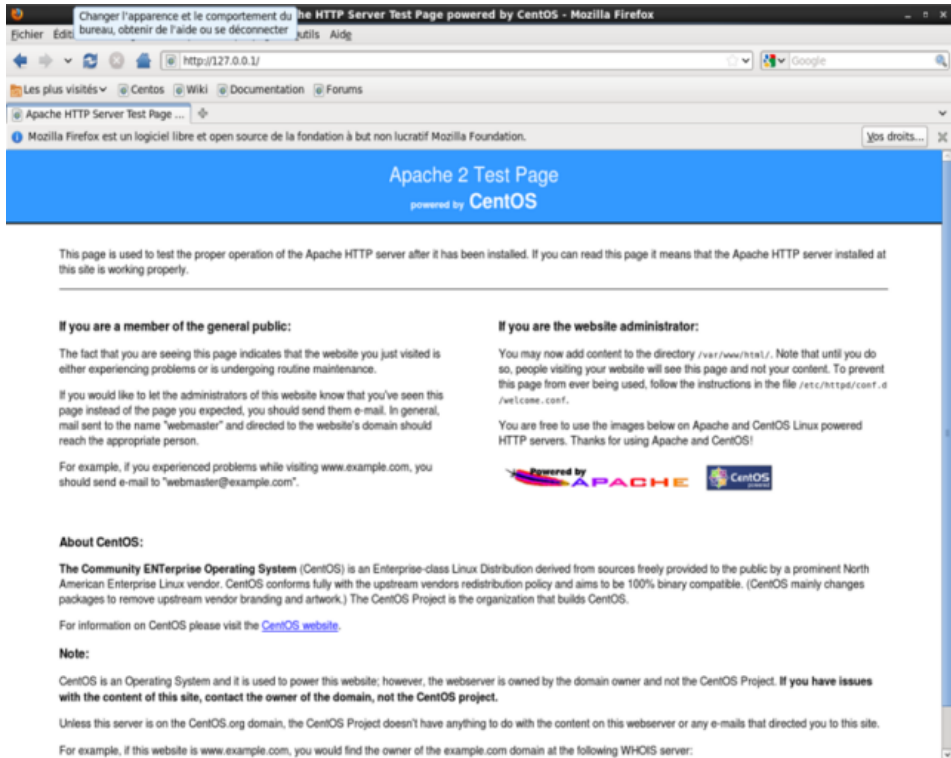 Changer l'apparence et le comportement du
bureau, obtenir de l'aide ou se déconnecter
he HTTP Server Test Page powered by CentOS - Mozilla Firefox
Fichier Éditi utils Aide
http://127.0.0.1/
Google
Les plus visités Centos Wiki Documentation Forums
Apache HTTP Server Test Page ...
Mozilla Firefox est un logiciel libre et open source de la fondation à but non lucratif Mozilla Foundation.
Vos droits...
Apache 2 Test Page
powered by CentOS
This page is used to test the proper operation of the Apache HTTP server after it has been installed. If you can read this page it means that the Apache HTTP server installed at
this site is working properly.
If you are a member of the general public:
The fact that you are seeing this page indicates that the website you just visited is
either experiencing problems or is undergoing routine maintenance.
If you would like to let the administrators of this website know that you've seen this
page instead of the page you expected, you should send them e-mail. In general,
mail sent to the name "webmaster" and directed to the website's domain should
reach the appropriate person.
For example, if you experienced problems while visiting www.example.com, you
should send e-mail to "webmaster@example.com".
If you are the website administrator:
You may now add content to the directory /var/www/html/. Note that until you do
so, people visiting your website will see this page and not your content. To prevent
this page from ever being used, follow the instructions in the file /etc/httpd/conf.d
/welcome.conf.
You are free to use the images below on Apache and CentOS Linux powered
HTTP servers. Thanks for using Apache and CentOS!
Powered by
APACHE
CentOS
powered
About CentOS:
The Community ENTerprise Operating System (CentOS) is an Enterprise-class Linux Distribution derived from sources freely provided to the public by a prominent North
American Enterprise Linux vendor. CentOS conforms fully with the upstream vendors redistribution policy and aims to be 100% binary compatible. (CentOS mainly changes
packages to remove upstream vendor branding and artwork.) The CentOS Project is the organization that builds CentOS.
For information on CentOS please visit the CentOS website.
Note:
CentOS is an Operating System and it is used to power this website; however, the webserver is owned by the domain owner and not the CentOS Project. If you have issues
with the content of this site, contact the owner of the domain, not the CentOS project.
Unless this server is on the CentOS.org domain, the CentOS Project doesn't have anything to do with the content on this webserver or any e-mails that directed you to this site.
For example, if this website is www.example.com, you would find the owner of the example.com domain at the following WHOIS server: